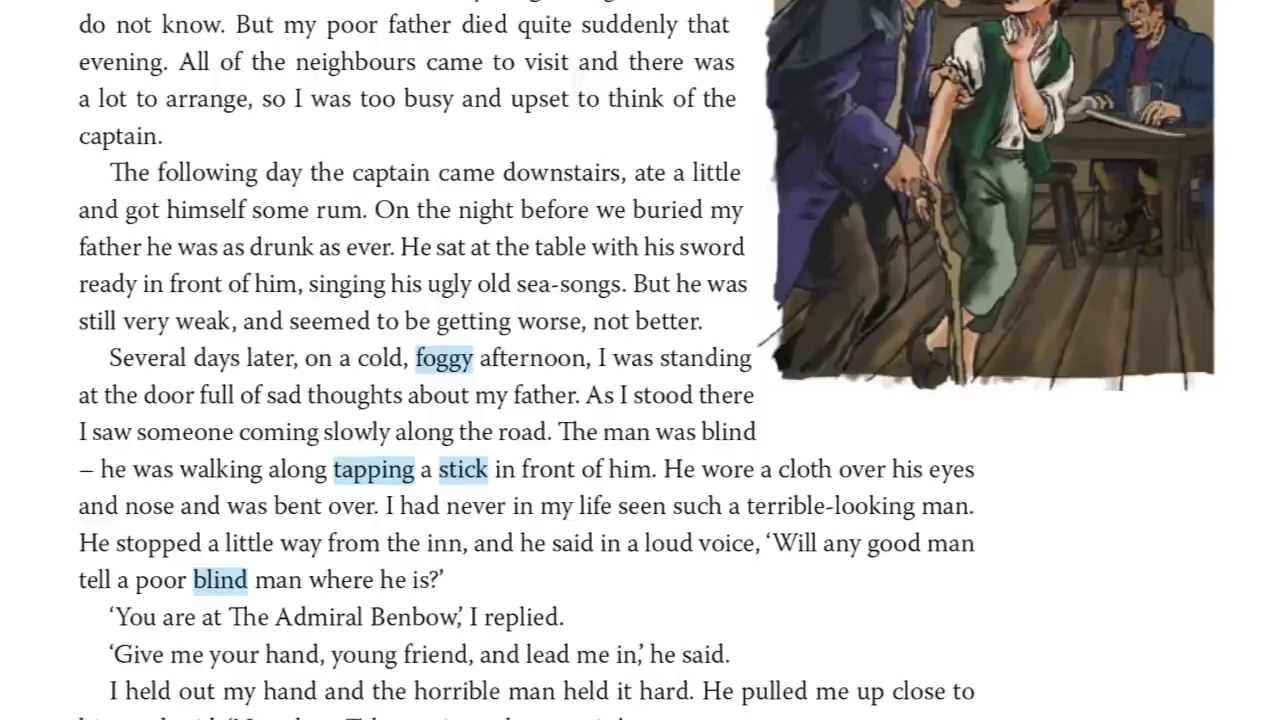 do not know. But my poor father died quite suddenly that
evening. All of the neighbours came to visit and there was
a lot to arrange, so I was too busy and upset to think of the
captain.
The following day the captain came downstairs, ate a little
and got himself some rum. On the night before we buried my
father he was as drunk as ever. He sat at the table with his sword
ready in front of him, singing his ugly old sea-songs. But he was
still very weak, and seemed to be getting worse, not better.
Several days later, on a cold, foggy afternoon, I was standing
at the door full of sad thoughts about my father. As I stood there
I saw someone coming slowly along the road. The man was blind
– he was walking along tapping a stick in front of him. He wore a cloth over his eyes
and nose and was bent over. I had never in my life seen such a terrible-looking man.
He stopped a little way from the inn, and he said in a loud voice, ‘Will any good man
tell a poor blind man where he is?’
‘You are at The Admiral Benbow,’ I replied.
‘Give me your hand, young friend, and lead me in,’ he said.
I held out my hand and the horrible man held it hard. He pulled me up close to